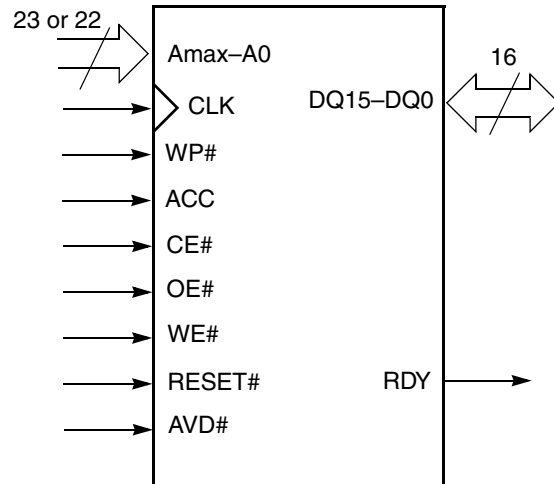 23 or 22
Amax–A0
16
CLK
DQ15–DQ0
WP#
ACC
CE#
OE#
WE#
RESET#
RDY
AVD#